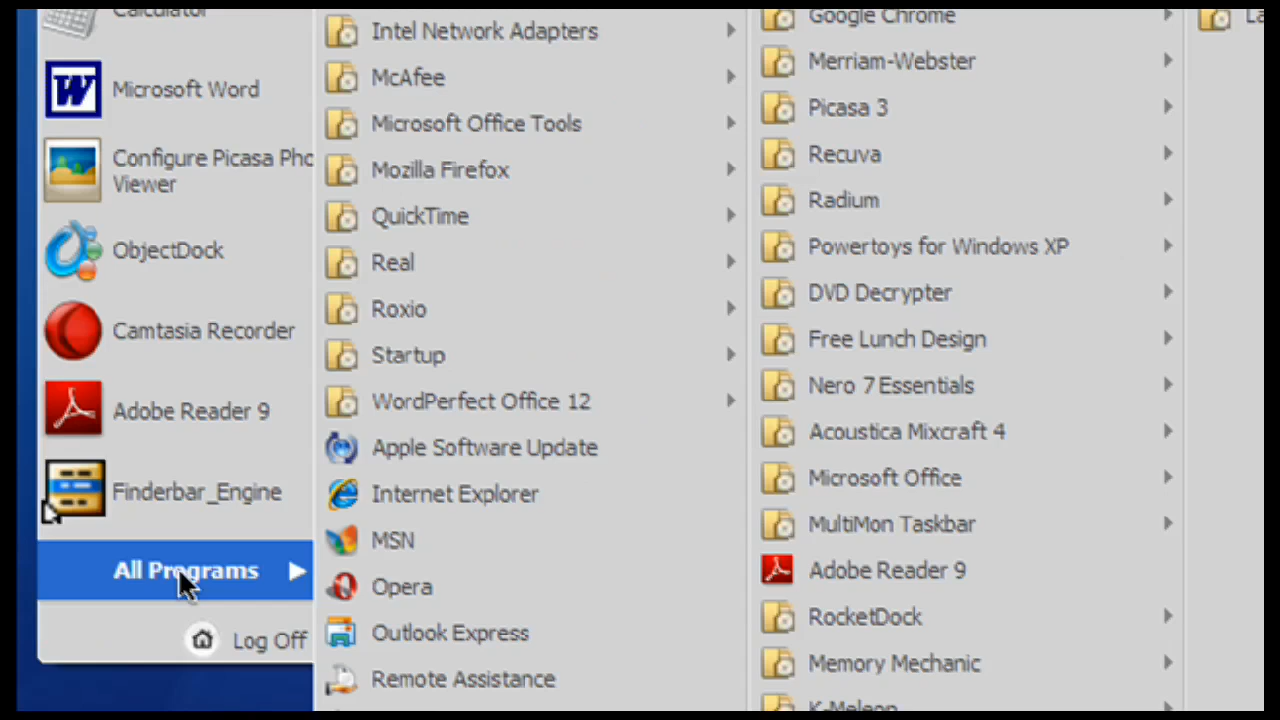 Calculator
Microsoft Word
Configure Picasa Pho
Viewer
ObjectDock
Camtasia Recorder
Adobe Reader 9
Finderbar_Engine
All Programs
Log Off
Intel Network Adapters
McAfee
Microsoft Office Tools
Mozilla Firefox
QuickTime
Real
Roxio
Startup
WordPerfect Office 12
Apple Software Update
Internet Explorer
MSN
Opera
Outlook Express
Remote Assistance
Google Chrome
Merriam-Webster
Picasa 3
Recuva
Radium
Powertoys for Windows XP
DVD Decrypter
Free Lunch Design
Nero 7 Essentials
Acoustica Mixcraft 4
Microsoft Office
MultiMon Taskbar
Adobe Reader 9
RocketDock
Memory Mechanic
K-Meleon